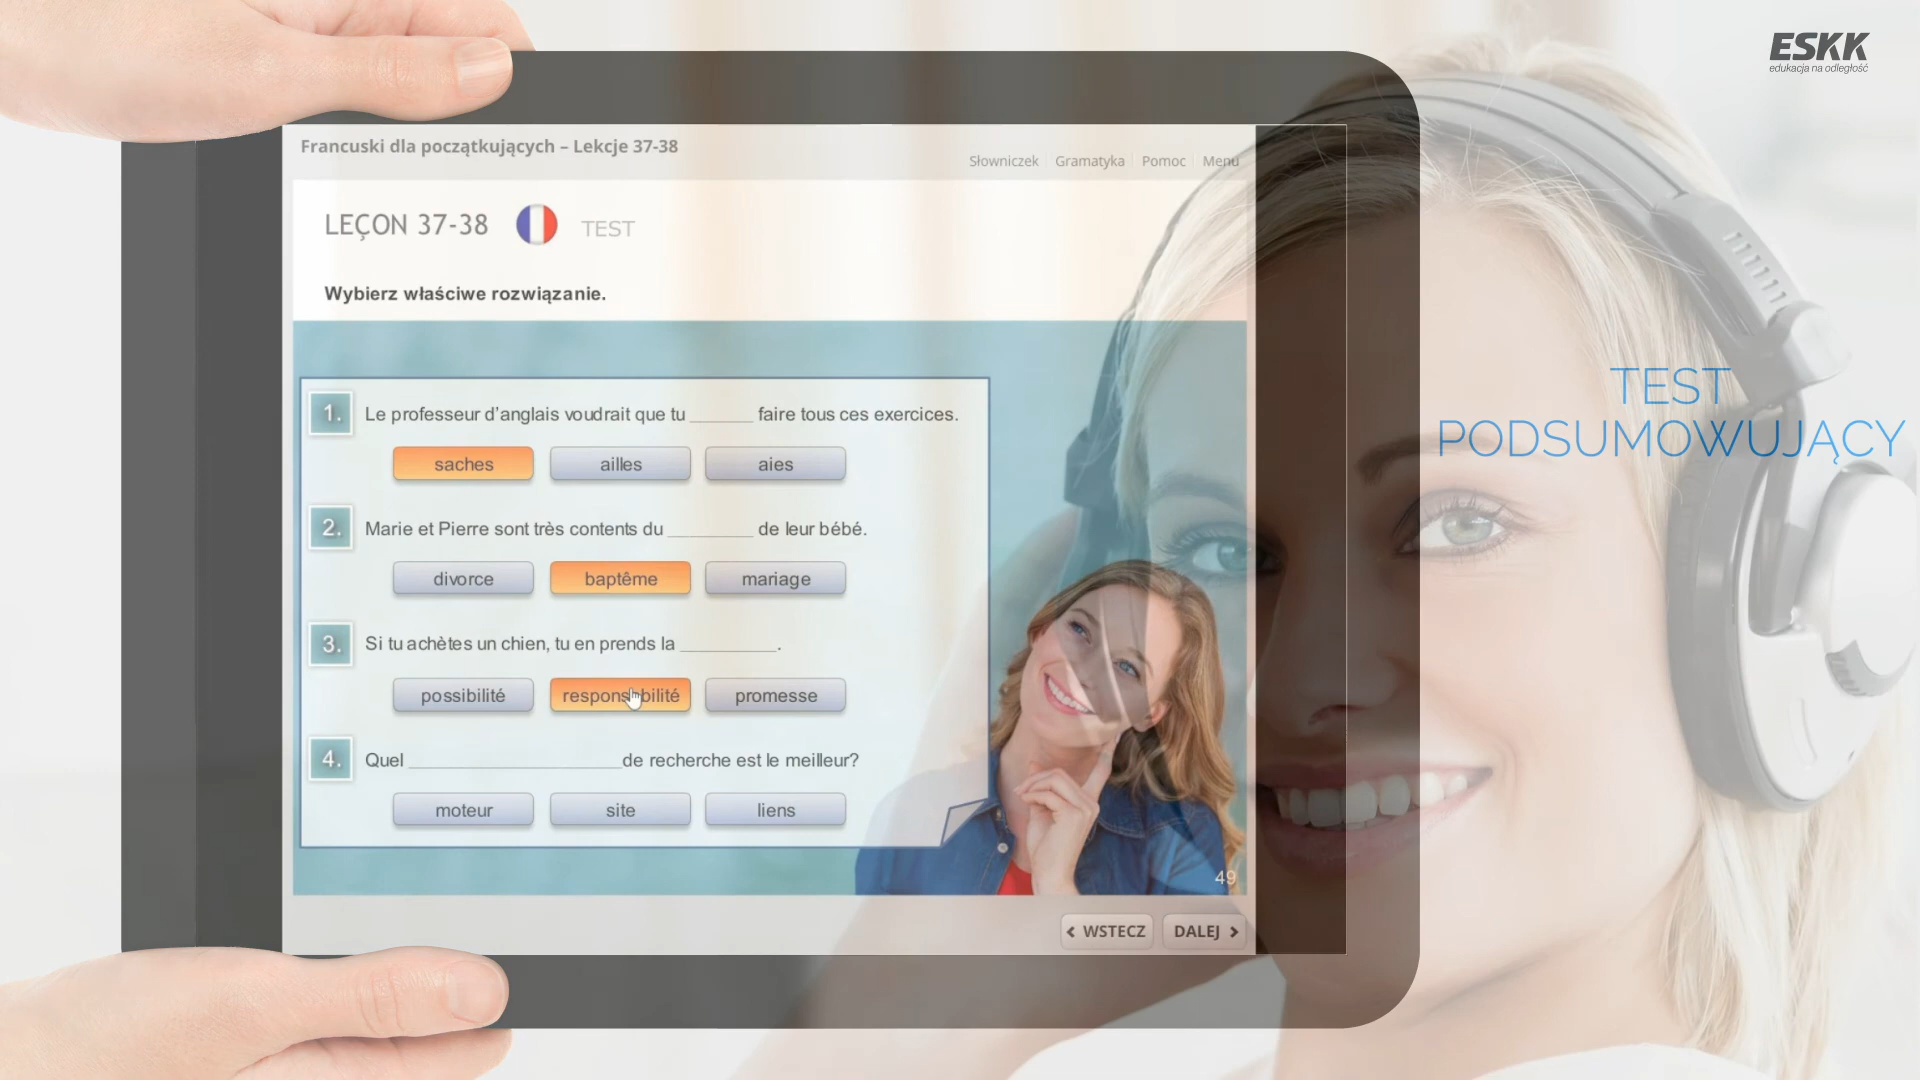 ESKK
edukacja na odległość
Francuski dla początkujących – Lekcje 37-38
Słowniczek Gramatyka Pomoc Menu
LEÇON 37-38 TEST
Wybierz właściwe rozwiązanie.
1. Le professeur d'anglais voudrait que tu ______ faire tous ces exercices.
saches ailles aies
2. Marie et Pierre sont très contents du ________ de leur bébé.
divorce baptême mariage
3. Si tu achètes un chien, tu en prends la _________.
possibilité responsabilité promesse
4. Quel ____________________de recherche est le meilleur?
moteur site liens
49
WSTECZ DALEJ
TEST
PODSUMOWUJĄCY